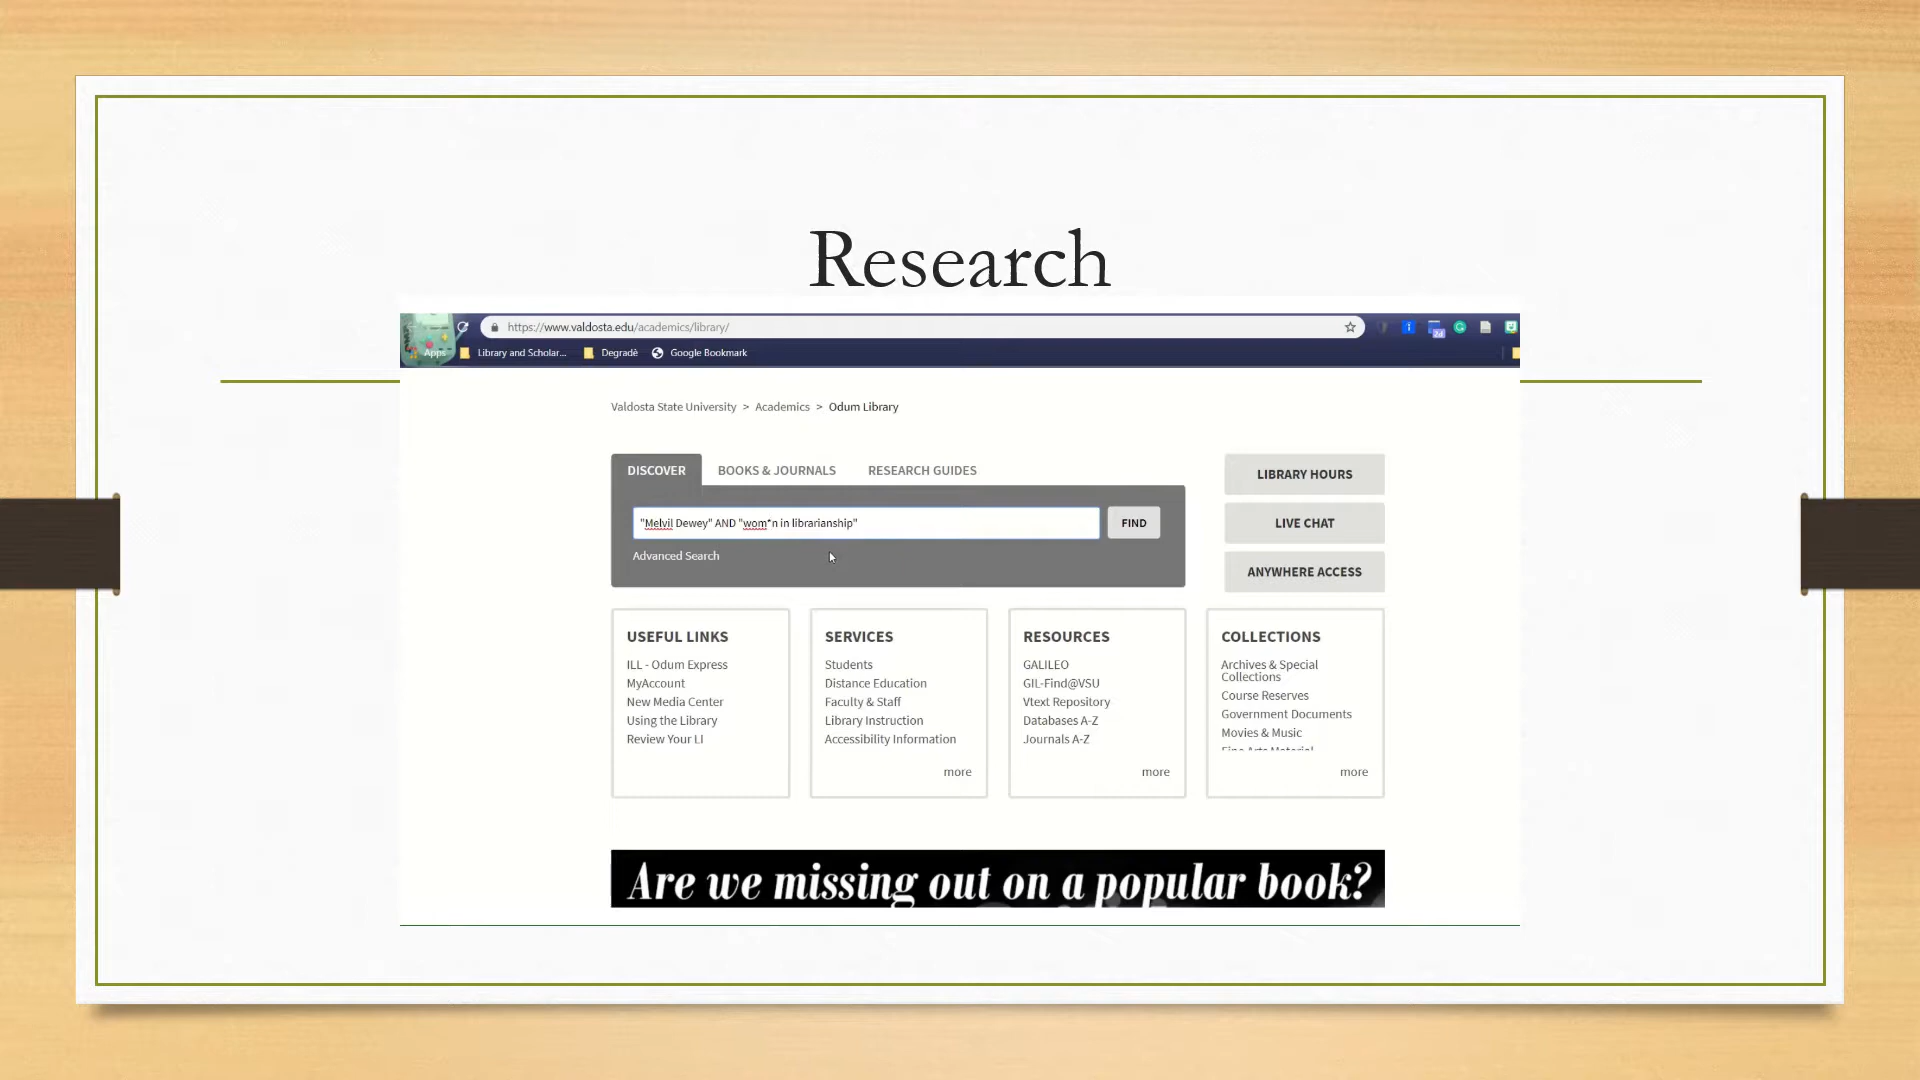 Research
https://www.valdosta.edu/academics/library/
Apps Library and Scholar... Degradè Google Bookmark
Valdosta State University > Academics > Odum Library
DISCOVER BOOKS & JOURNALS RESEARCH GUIDES
"Melvil Dewey" AND "wom*n in librarianship" FIND
Advanced Search
LIBRARY HOURS
LIVE CHAT
ANYWHERE ACCESS
USEFUL LINKS
ILL - Odum Express
MyAccount
New Media Center
Using the Library
Review Your LI
SERVICES
Students
Distance Education
Faculty & Staff
Library Instruction
Accessibility Information
more
RESOURCES
GALILEO
GIL-Find@VSU
Vtext Repository
Databases A-Z
Journals A-Z
more
COLLECTIONS
Archives & Special
Collections
Course Reserves
Government Documents
Movies & Music
Fine Arts Material
more
Are we missing out on a popular book?